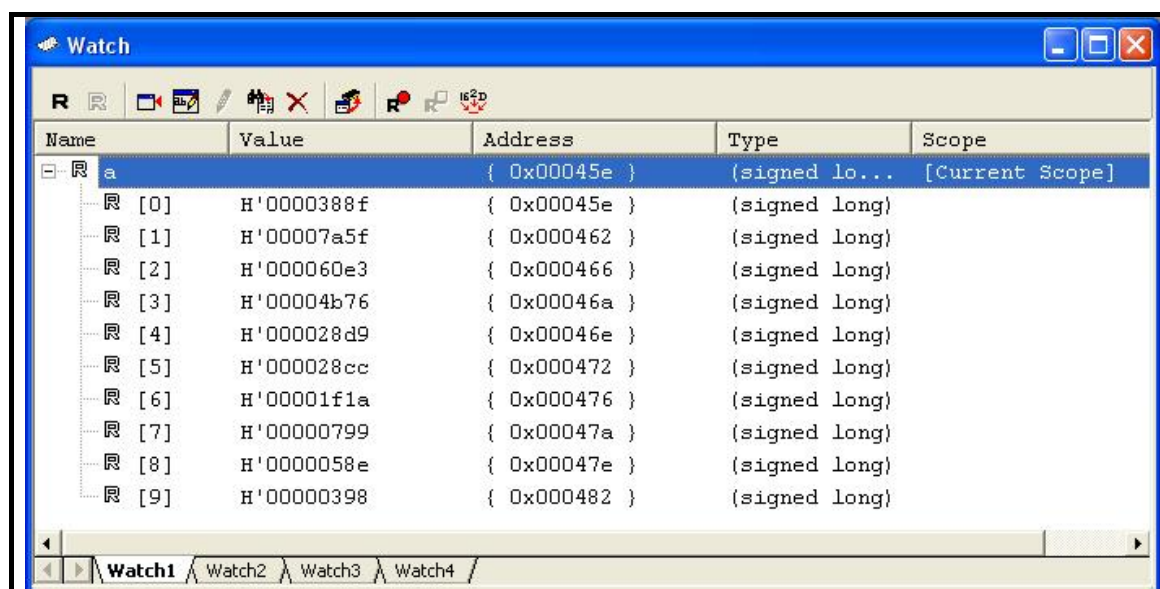 Watch
Name Value Address Type Scope
a { 0x00045e } (signed lo... [Current Scope]
[0] H'0000388f { 0x00045e } (signed long)
[1] H'00007a5f { 0x000462 } (signed long)
[2] H'000060e3 { 0x000466 } (signed long)
[3] H'00004b76 { 0x00046a } (signed long)
[4] H'000028d9 { 0x00046e } (signed long)
[5] H'000028cc { 0x000472 } (signed long)
[6] H'00001f1a { 0x000476 } (signed long)
[7] H'00000799 { 0x00047a } (signed long)
[8] H'0000058e { 0x00047e } (signed long)
[9] H'00000398 { 0x000482 } (signed long)
Watch1 Watch2 Watch3 Watch4